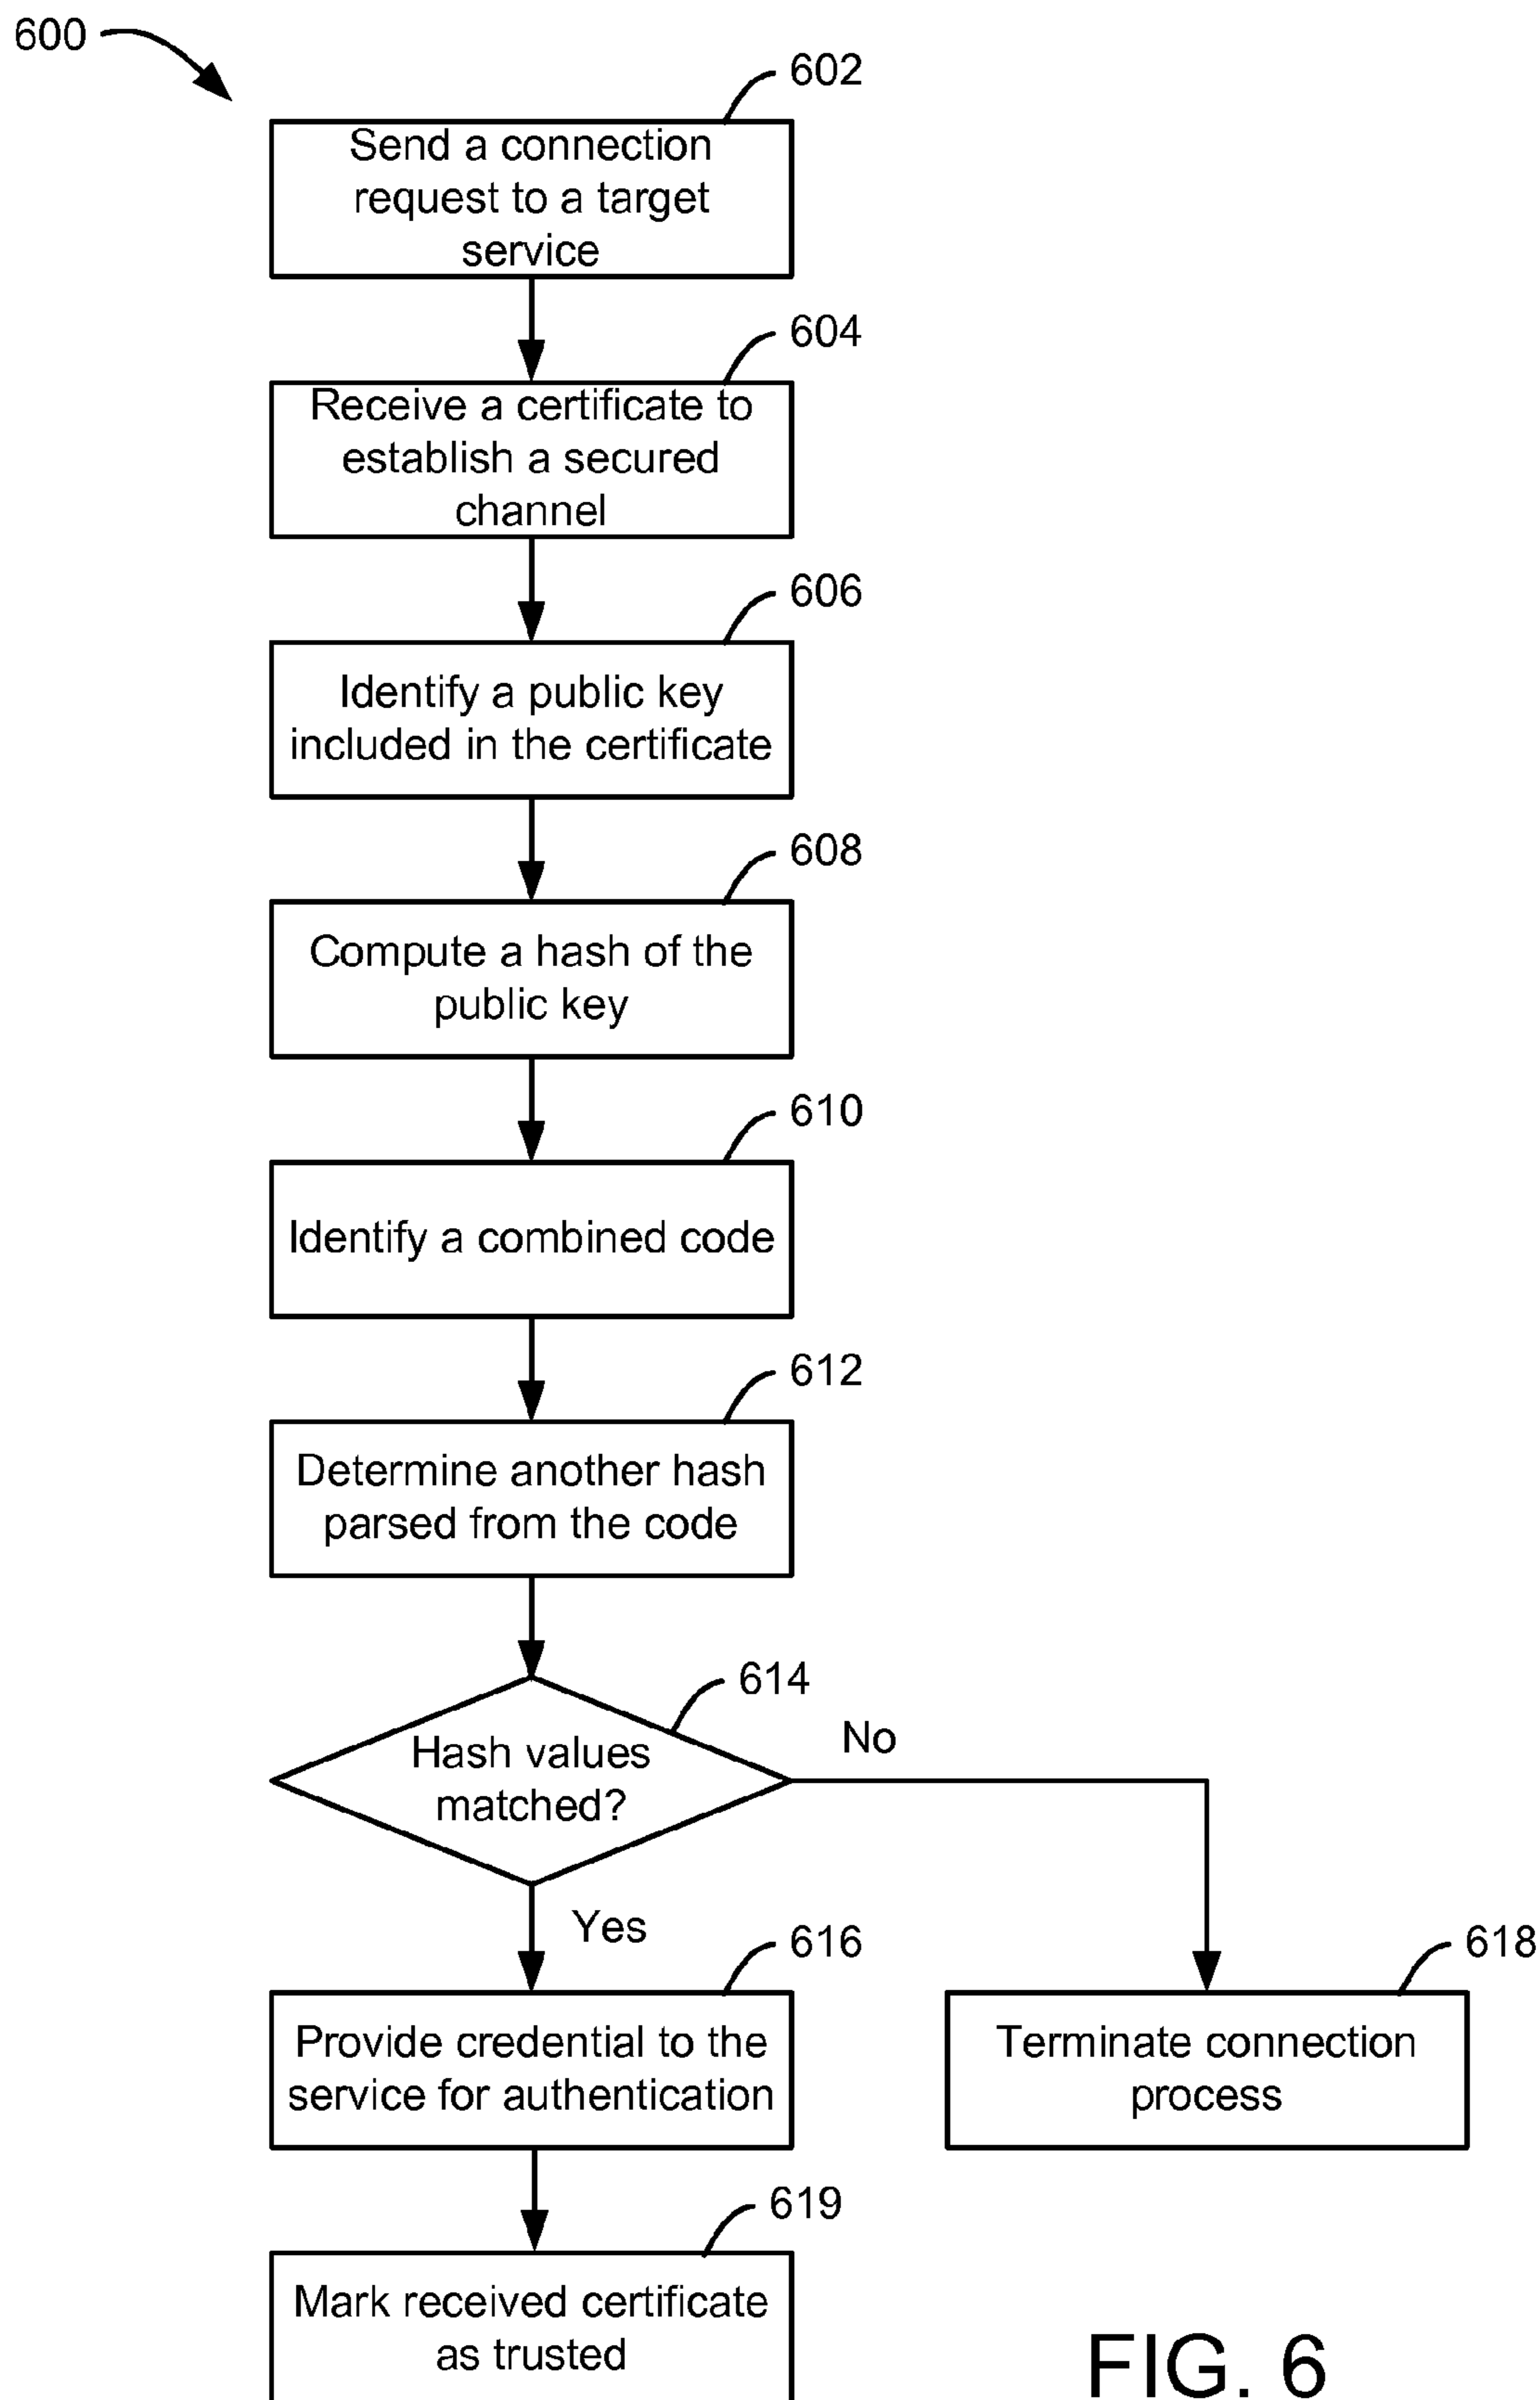 600
602
Send a connection
request to a target
service
604
Receive a certificate to
establish a secured
channel
606
Identify a public key
included in the certificate
608
Compute a hash of the
public key
610
Identify a combined code
612
Determine another hash
parsed from the code
614
Hash values
matched?
No
Yes
616
Provide credential to the
service for authentication
618
Terminate connection
process
619
Mark received certificate
as trusted
FIG. 6